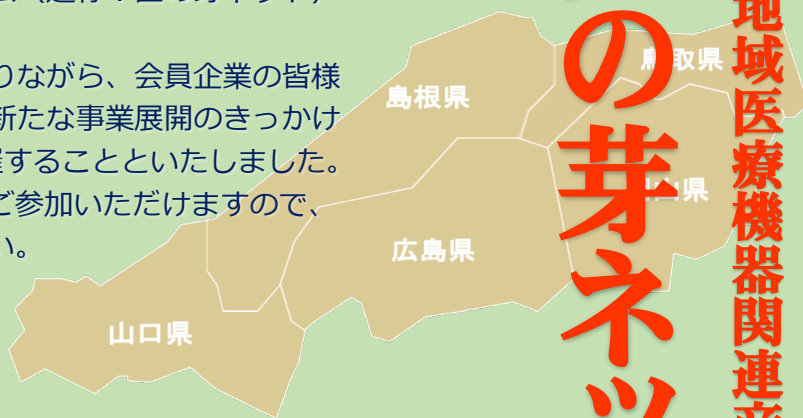 りながら、会員企業の皆様
新たな事業展開のきっかけ
することといたしました。
ご参加いただけますので、
い。
鳥取県
島根県
山県
広島県
山口県
の芽ネッ
地域医療機器関連産